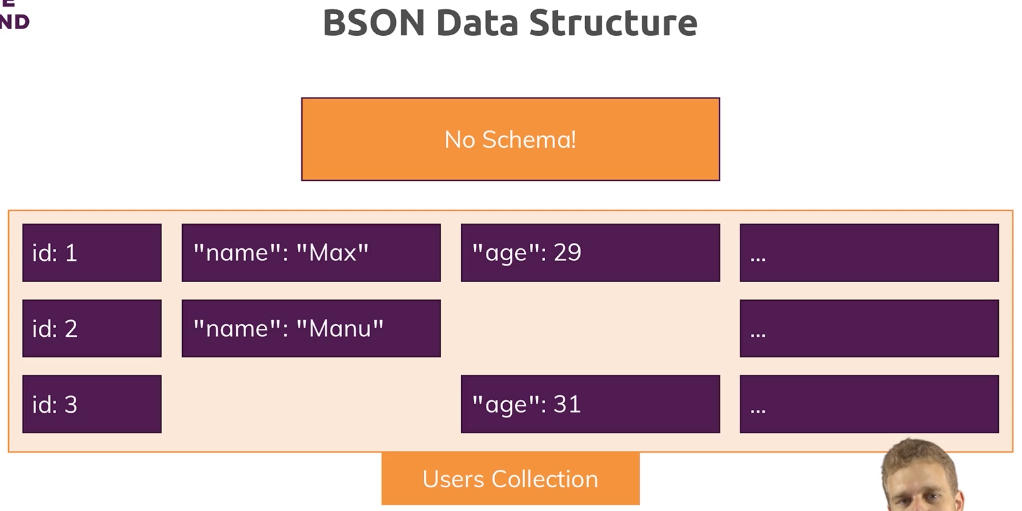 ND
BSON Data Structure
No Schema!
id: 1 "name": "Max" "age": 29 ...
id: 2 "name": "Manu" ...
id: 3 "age": 31 ...
Users Collection